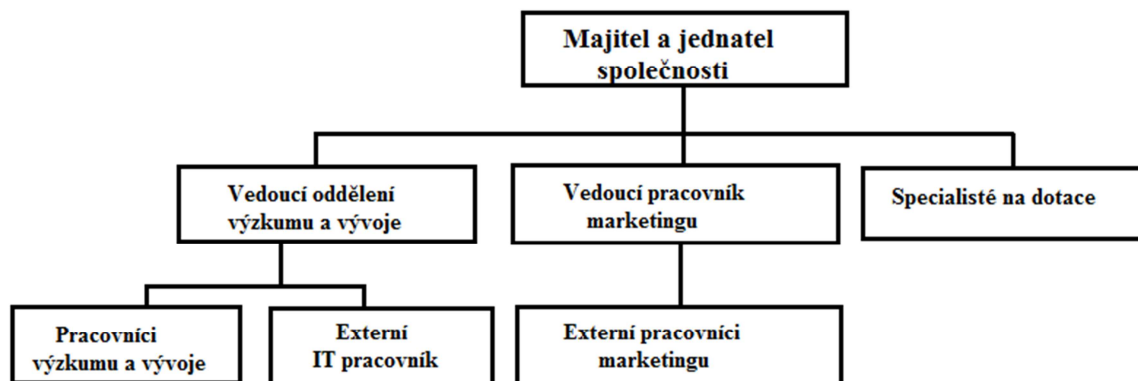 Majitel a jednatel
společnosti
Vedoucí oddělení
výzkumu a vývoje
Vedoucí pracovník
marketingu
Specialisté na dotace
Pracovníci
výzkumu a vývoje
Externí
IT pracovník
Externí pracovníci
marketingu